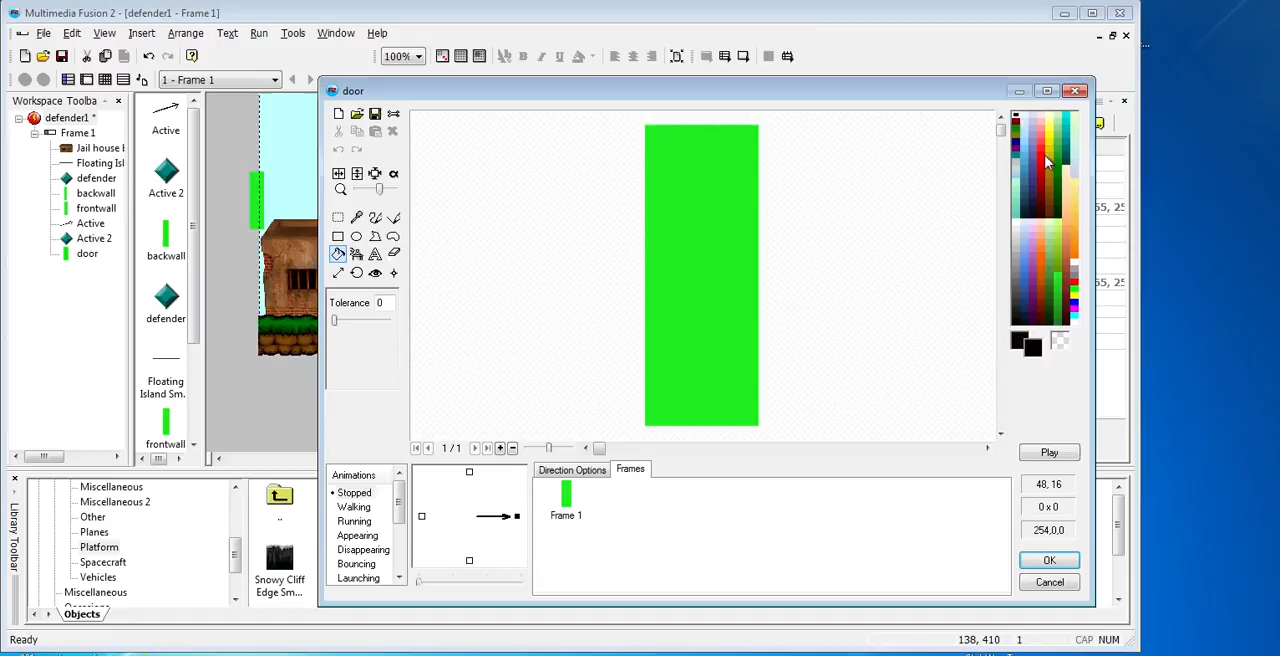 Multimedia Fusion 2 - [defender1 - Frame 1]
File Edit View Insert Arrange Text Run Tools Window Help
100%
B I U A
1 - Frame 1
Workspace Toolba
defender1 *
Frame 1
Jail house b
Floating Isl
defender
backwall
frontwall
Active
Active 2
door
Active
Active 2
backwall
defender
Floating
Island Sm.
frontwall
door
Tolerance 0
1 / 1
Animations
Stopped
Walking
Running
Appearing
Disappearing
Bouncing
Launching
Direction Options Frames
Frame 1
Play
48, 16
0 x 0
254,0,0
OK
Cancel
55, 25
55, 25
Library Toolbar
Miscellaneous
Miscellaneous 2
Other
Planes
Platform
Spacecraft
Vehicles
Miscellaneous
Objects
..
Snowy Cliff
Edge Sm...
Ready
138, 410 1 CAP NUM